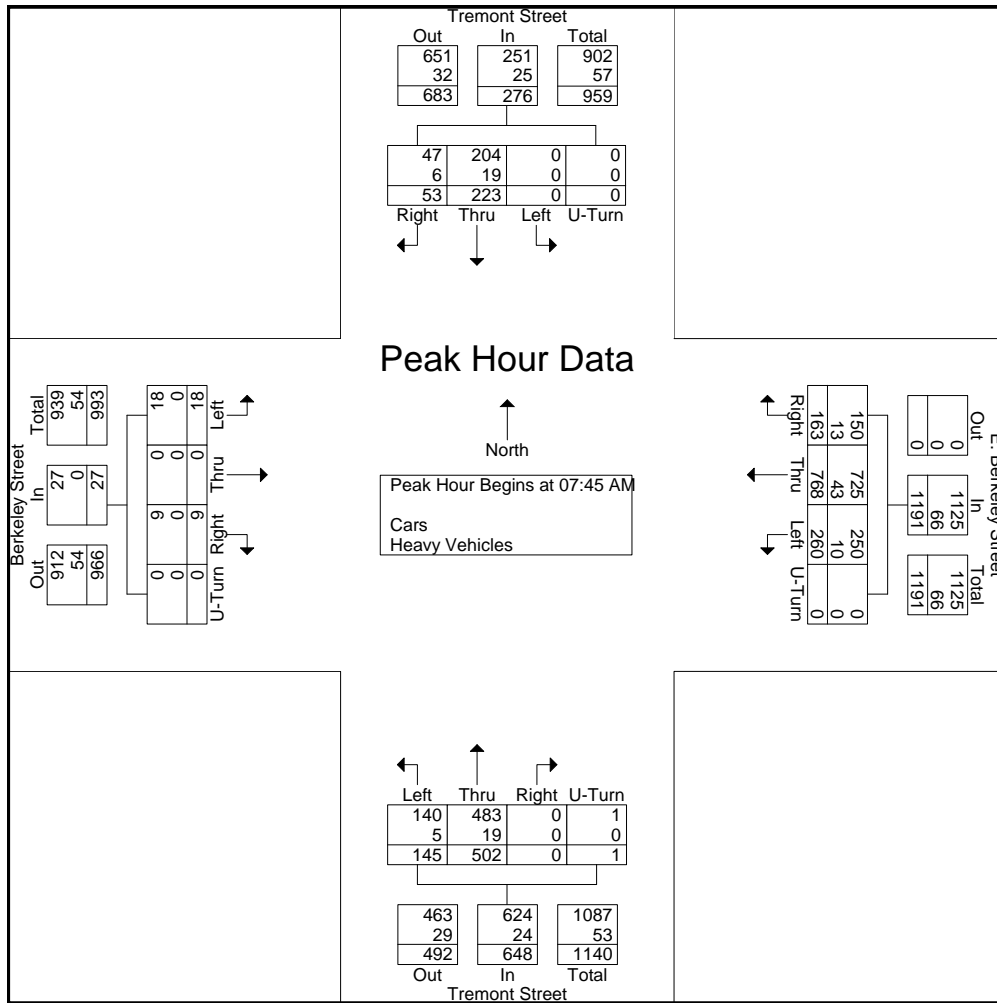 Tremont Street
Out In Total
651 251 902
32 25 57
683 276 959
47 204 0 0
6 19 0 0
53 223 0 0
Right Thru Left U-Turn
Peak Hour Data
North
Peak Hour Begins at 07:45 AM
Cars
Heavy Vehicles
Berkeley Street
Out In Total
912 27 939
54 0 54
966 27 993
U-Turn Right Thru Left
0 9 0 18
0 0 0 0
0 9 0 18
E. Berkeley Street
Out In Total
0 1125 1125
0 66 66
0 1191 1191
150 725 250 0
13 43 10 0
163 768 260 0
Right Thru Left U-Turn
Left Thru Right U-Turn
140 483 0 1
5 19 0 0
145 502 0 1
463 624 1087
29 24 53
492 648 1140
Out In Total
Tremont Street